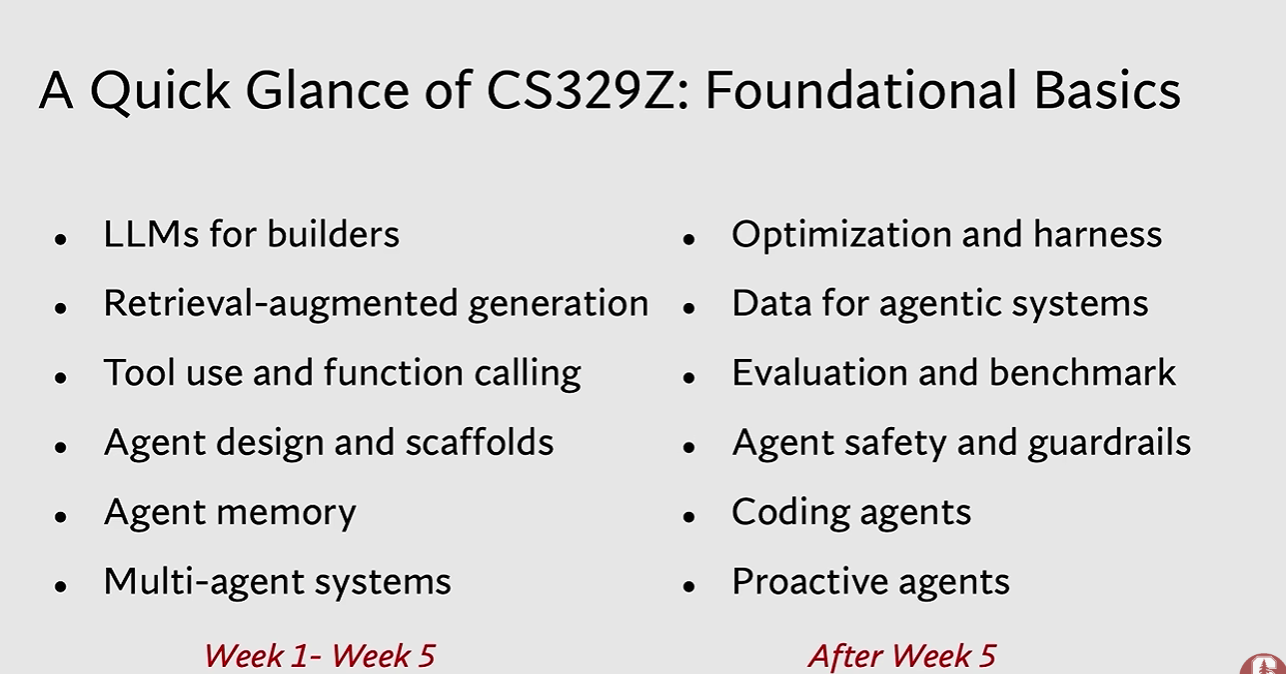 A Quick Glance of CS329Z: Foundational Basics
• LLMs for builders
• Retrieval-augmented generation
• Tool use and function calling
• Agent design and scaffolds
• Agent memory
• Multi-agent systems
Week 1- Week 5
• Optimization and harness
• Data for agentic systems
• Evaluation and benchmark
• Agent safety and guardrails
• Coding agents
• Proactive agents
After Week 5